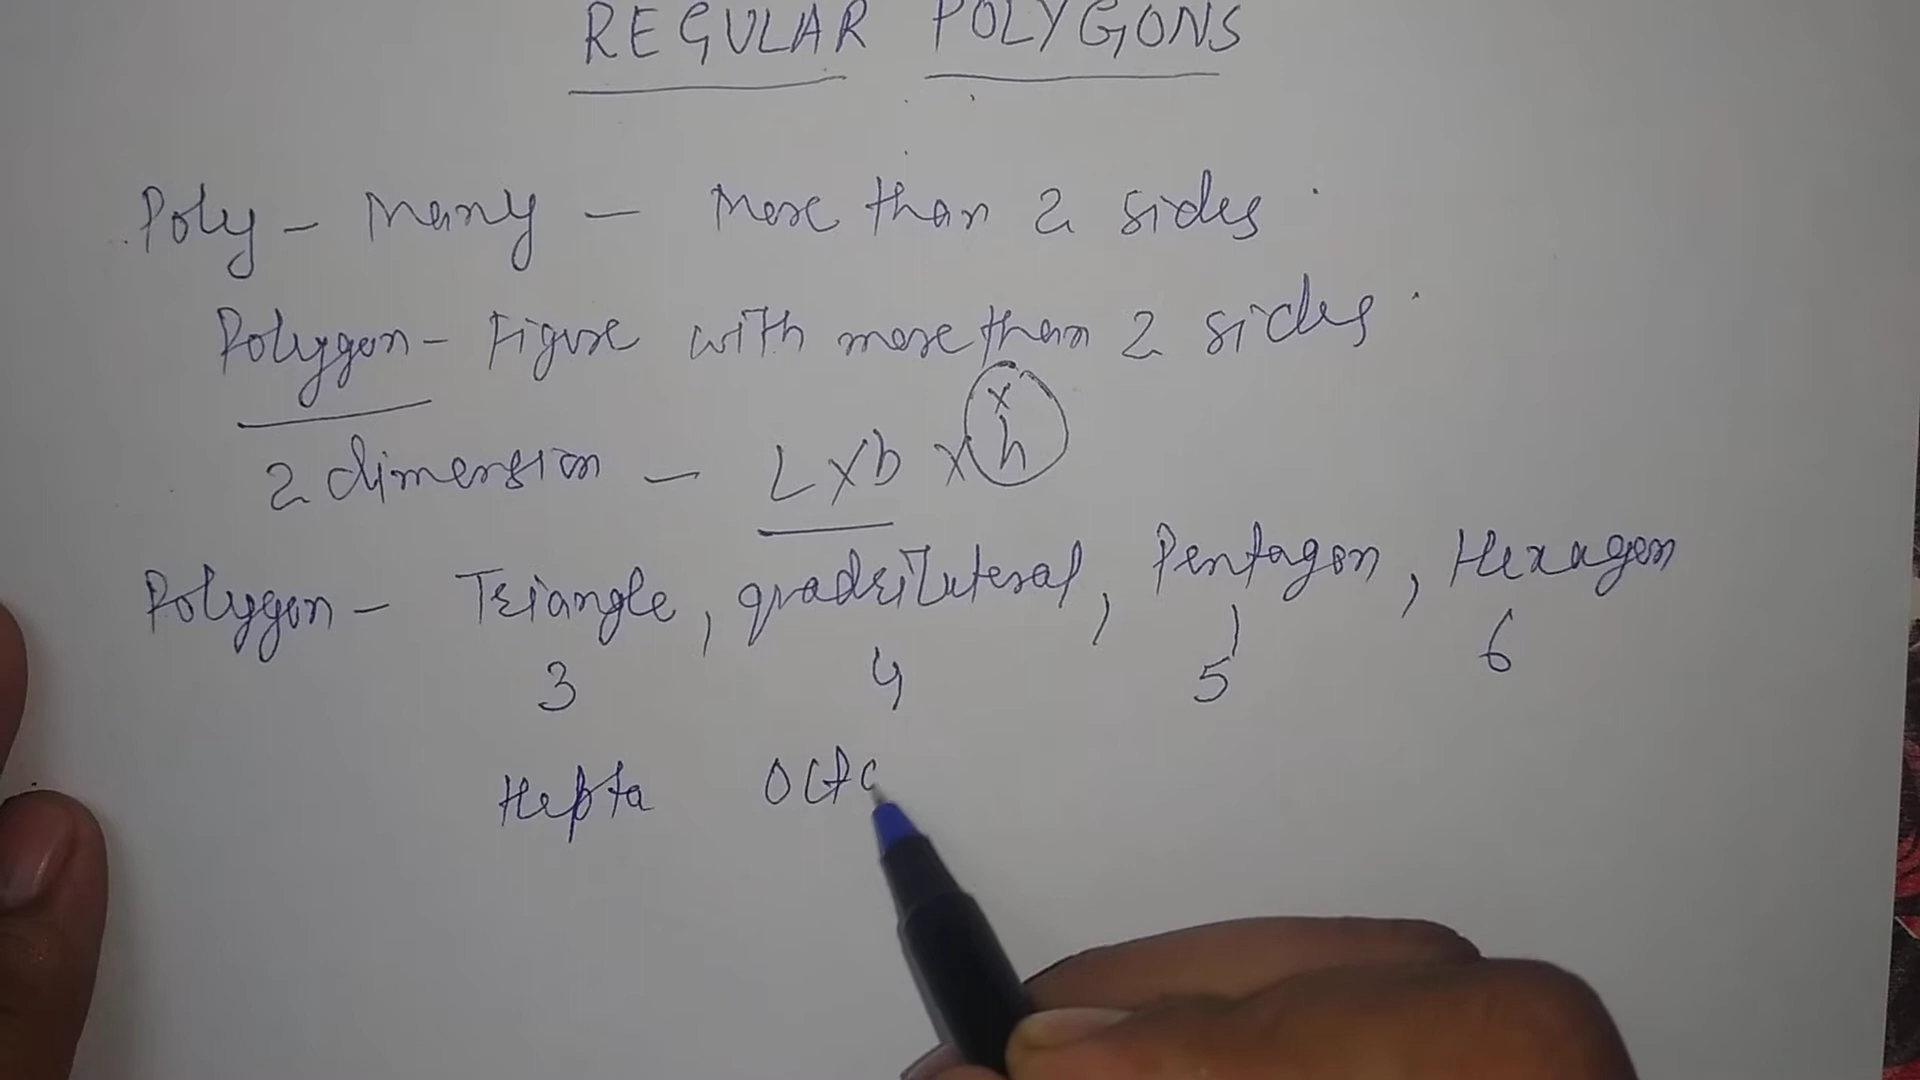 REGULAR POLYGONS
Poly - Many - More than 2 sides.
Polygon - Figure with more than 2 sides.
2 dimension - L x b x h
x
Polygon - Triangle, quadrilateral, Pentagon, Hexagon
3 4 5 6
Hepta Octa